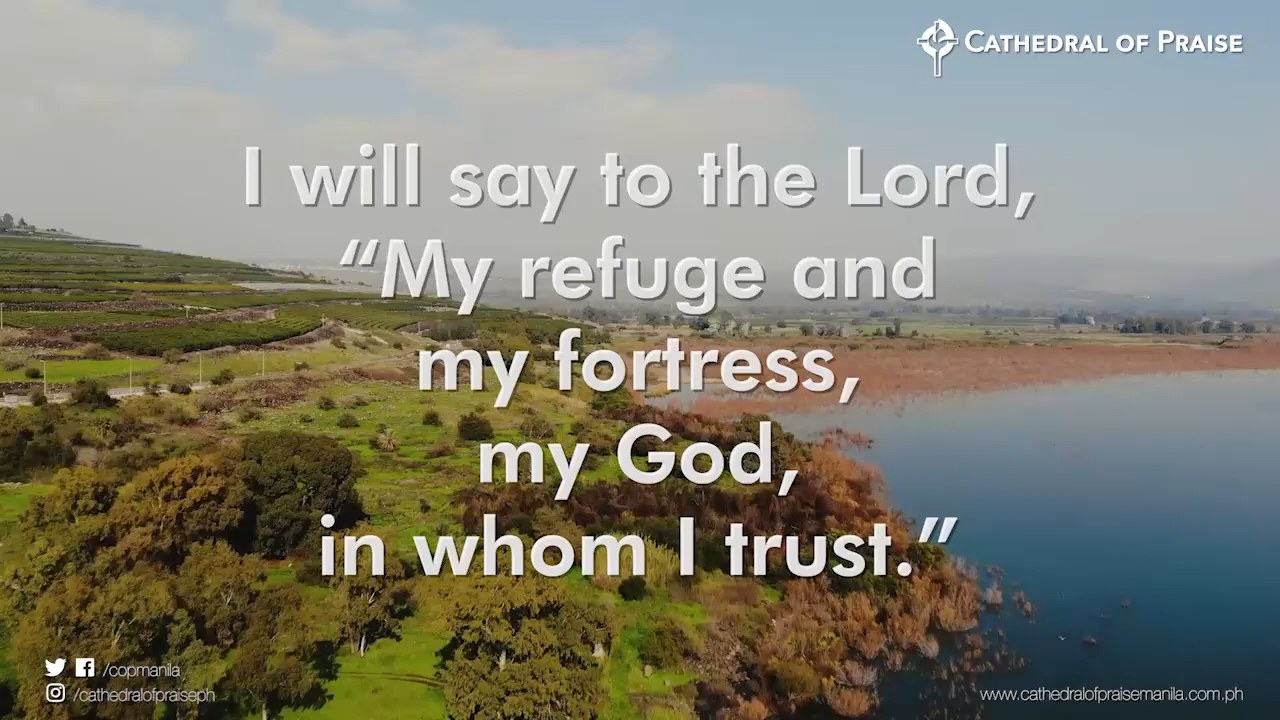 CATHEDRAL OF PRAISE
I will say to the Lord,
“My refuge and
my fortress,
my God,
in whom I trust.”
/copmanila
/cathedralofpraiseph
www.cathedralofpraisemanila.com.ph